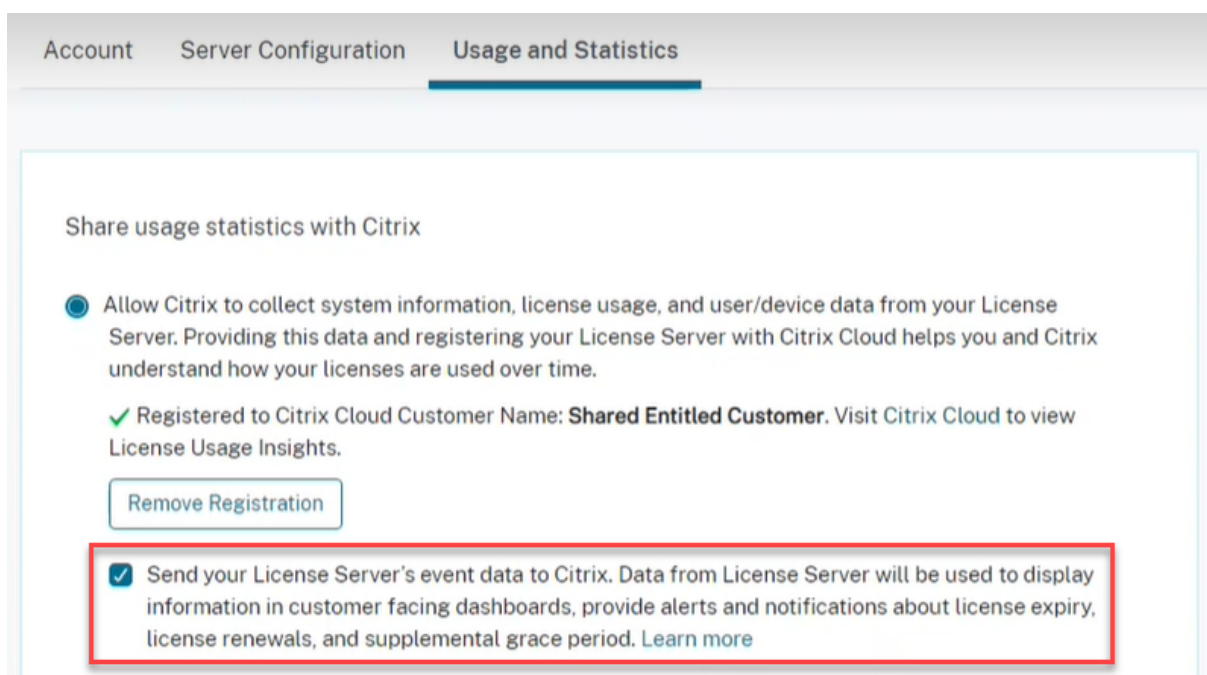 Account Server Configuration Usage and Statistics
Share usage statistics with Citrix
Allow Citrix to collect system information, license usage, and user/device data from your License
Server. Providing this data and registering your License Server with Citrix Cloud helps you and Citrix
understand how your licenses are used over time.
Registered to Citrix Cloud Customer Name: Shared Entitled Customer. Visit Citrix Cloud to view
License Usage Insights.
Remove Registration
Send your License Server's event data to Citrix. Data from License Server will be used to display
information in customer facing dashboards, provide alerts and notifications about license expiry,
license renewals, and supplemental grace period. Learn more